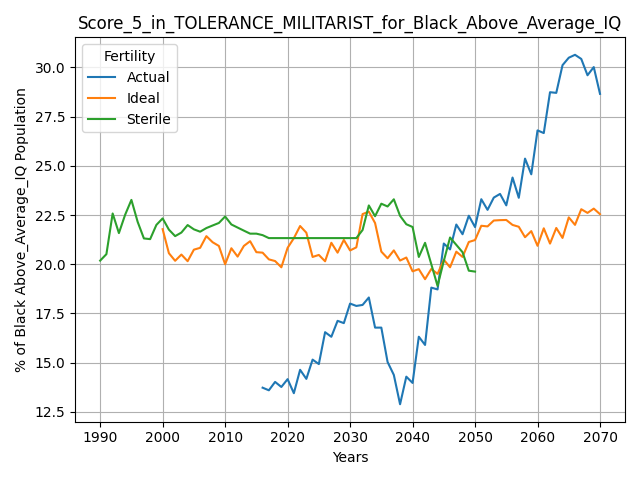 Score_5_in_TOLERANCE_MILITARIST_for_Black_Above_Average_IQ
% of Black Above_Average_IQ Population
30.0
27.5
25.0
22.5
20.0
17.5
15.0
12.5
Fertility
Actual
Ideal
Sterile
1990 2000 2010 2020 2030 2040 2050 2060 2070
Years